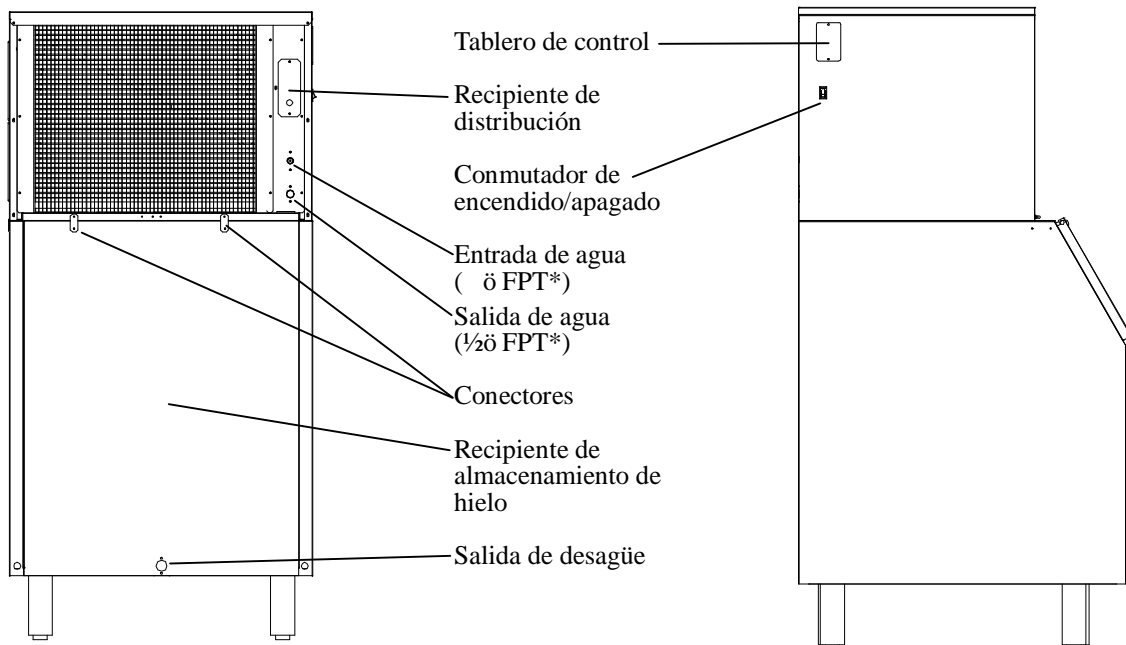 Tablero de control
Recipiente de
distribución
Conmutador de
encendido/apagado
Entrada de agua
( ö FPT*)
Salida de agua
(½ö FPT*)
Conectores
Recipiente de
almacenamiento de
hielo
Salida de desagüe